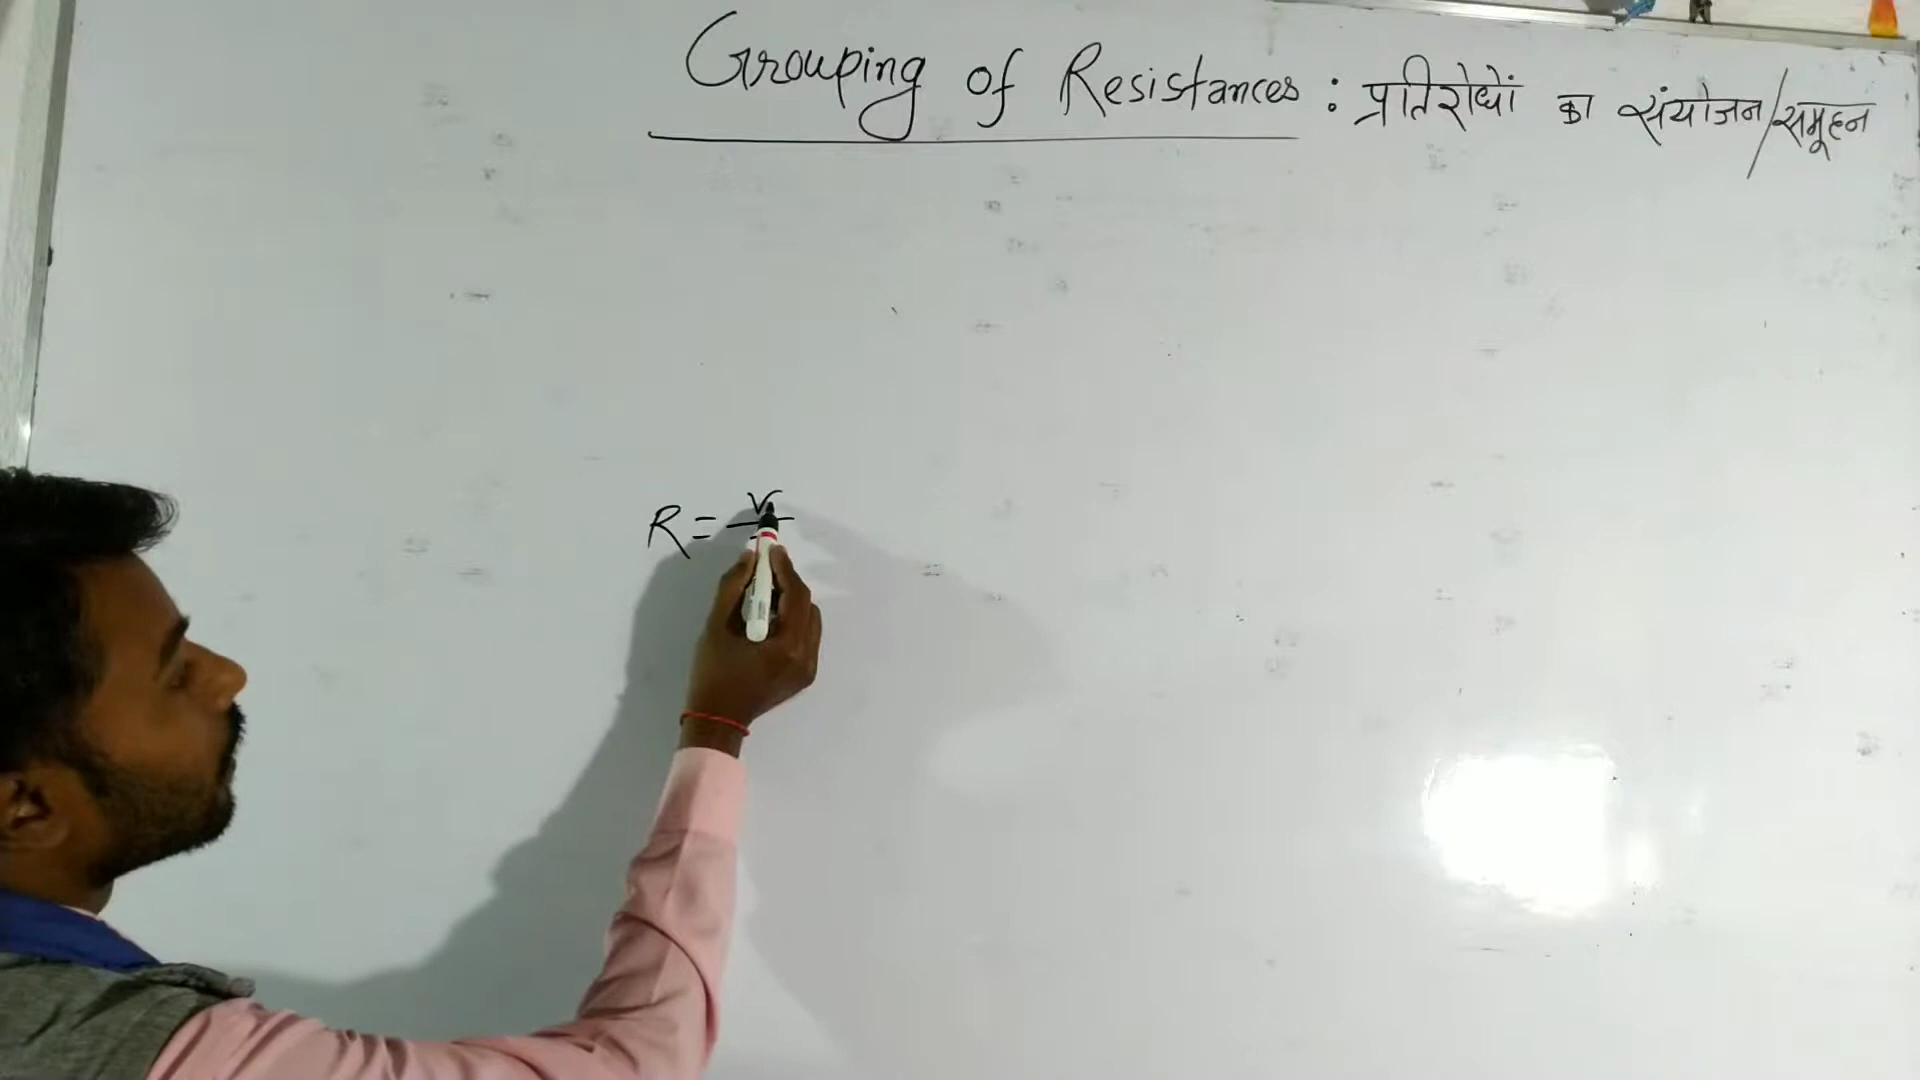 Grouping of Resistances : प्रतिरोधों का संयोजन/समूहन
R = V